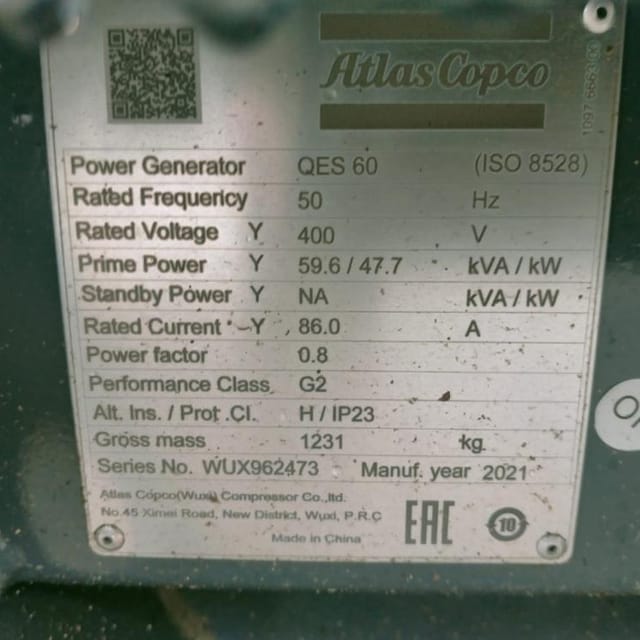 Atlas Copco
Power Generator QES 60 (ISO 8528)
Rated Frequency 50 Hz
Rated Voltage Y 400 V
Prime Power Y 59.6 / 47.7 kVA / kW
Standby Power Y NA kVA / kW
Rated Current Y 86.0 A
Power factor 0.8
Performance Class G2
Alt. Ins. / Prot .Cl. H / IP23
Gross mass 1231 kg
Series No. WUX962473 Manuf. year 2021
Atlas Copco(Wuxi) Compressor Co.,ltd.
No.45 Ximei Road, New District, Wuxi, P.R.C
Made in China
EAC
10